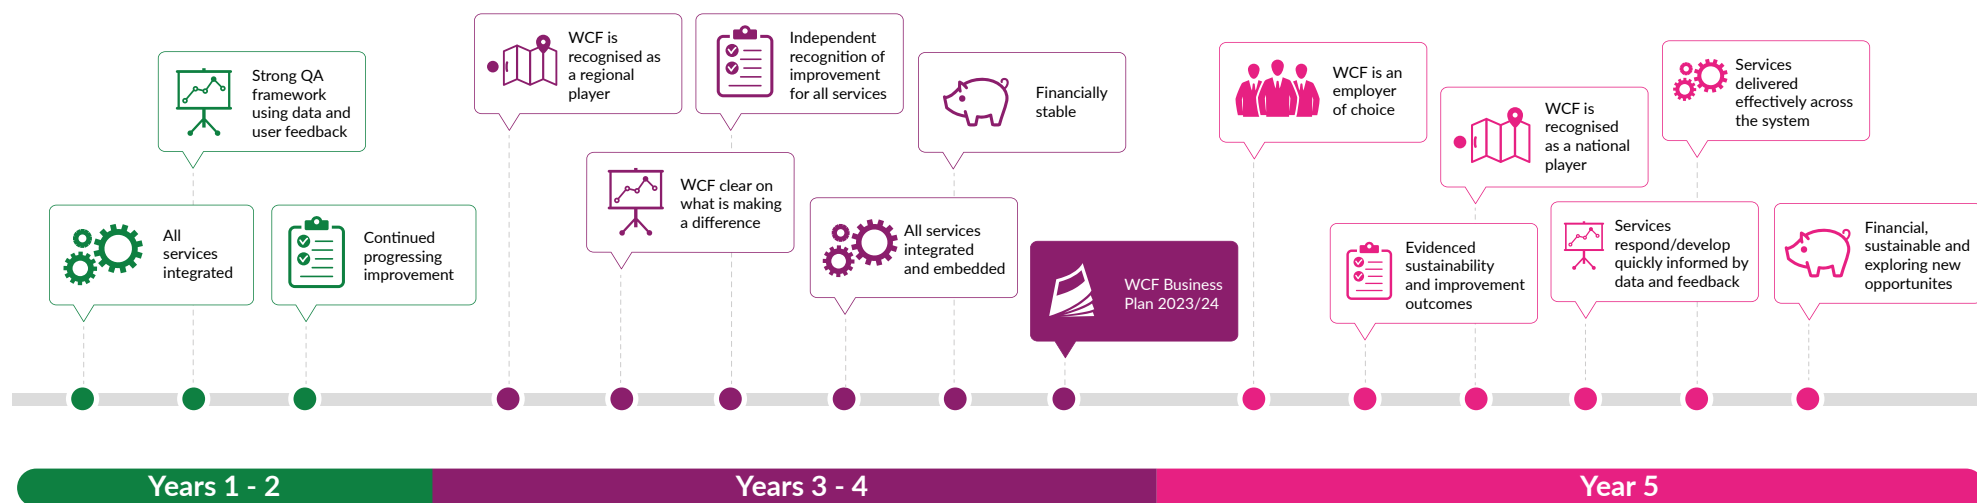 Strong QA
framework
using data and
user feedback
All
services
integrated
Continued
progressing
improvement
WCF is
recognised as
a regional
player
WCF clear on
what is making
a difference
Independent
recognition of
improvement
for all services
All services
integrated
and embedded
Financially
stable
WCF Business
Plan 2023/24
WCF is an
employer
of choice
Evidenced
sustainability
and improvement
outcomes
WCF is
recognised
as a national
player
Services
respond/develop
quickly informed by
data and feedback
Services
delivered
effectively across
the system
Financial,
sustainable and
exploring new
opportunites
Years 1 - 2
Years 3 - 4
Year 5